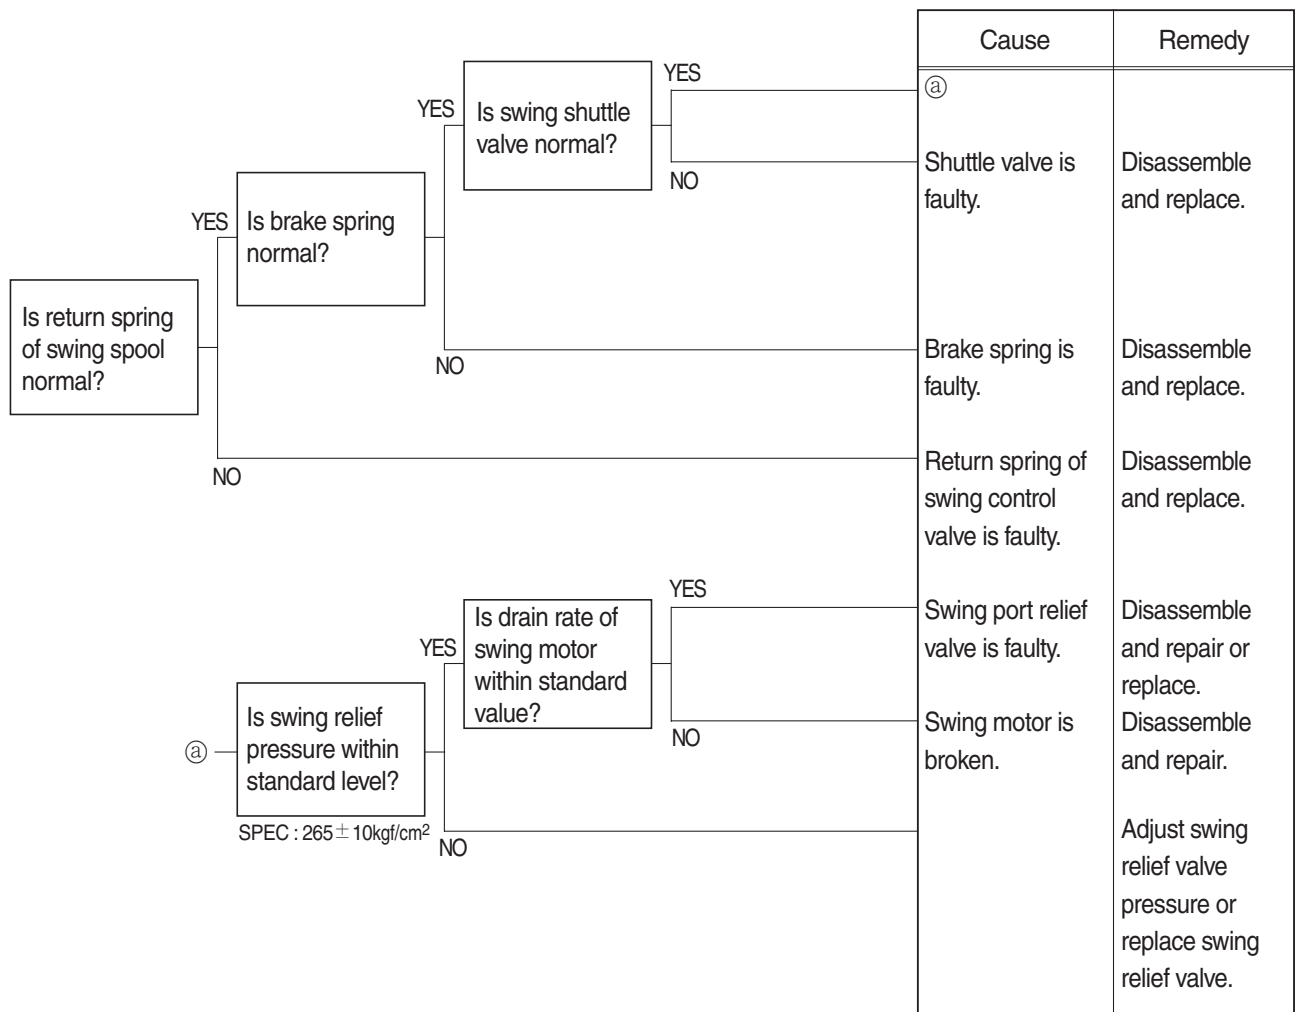 Cause
Remedy
YES
ⓐ
YES
Is swing shuttle
valve normal?
NO
Shuttle valve is
faulty.
Disassemble
and replace.
YES
Is brake spring
normal?
Is return spring
of swing spool
normal?
NO
Brake spring is
faulty.
Disassemble
and replace.
NO
Return spring of
swing control
valve is faulty.
Disassemble
and replace.
YES
Is drain rate of
swing motor
within standard
value?
Swing port relief
valve is faulty.
Disassemble
and repair or
replace.
YES
NO
Swing motor is
broken.
Disassemble
and repair.
ⓐ
Is swing relief
pressure within
standard level?
SPEC : 265±10kgf/cm²
NO
Adjust swing
relief valve
pressure or
replace swing
relief valve.